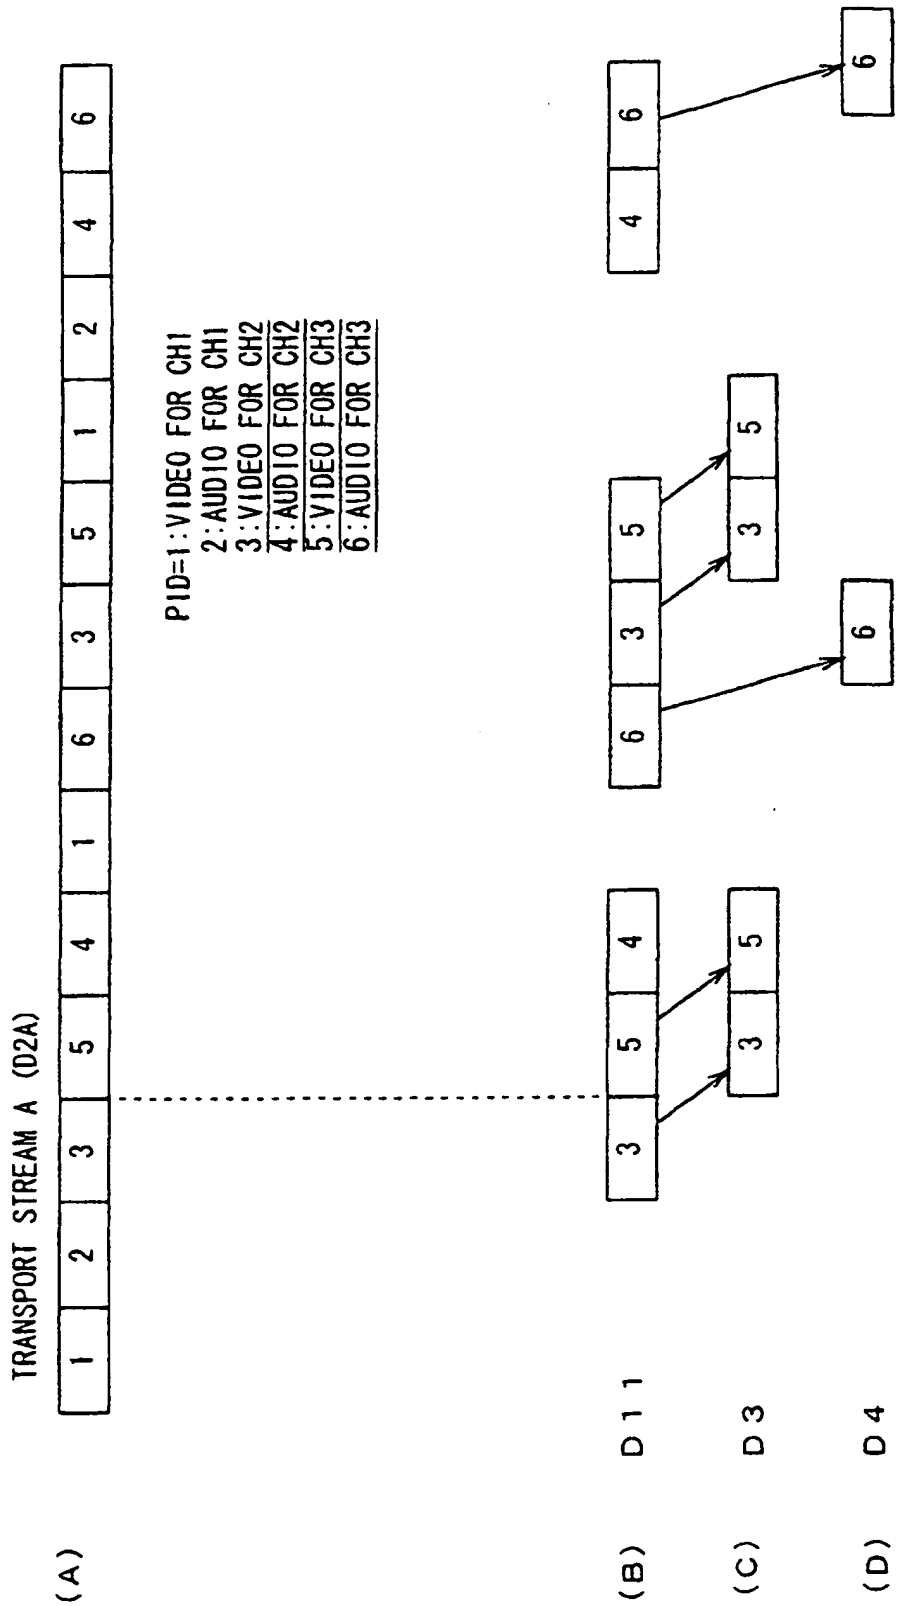 TRANSPORT STREAM A (D2A)
(A) 1 2 3 5 4 1 6 3 5 1 2 4 6
PID=1:VIDEO FOR CH1
2:AUDIO FOR CH1
3:VIDEO FOR CH2
4:AUDIO FOR CH2
5:VIDEO FOR CH3
6:AUDIO FOR CH3
(B) D11 3 5 4 6 3 5 4 6
(C) D3 3 5 3 5
(D) D4 6 6